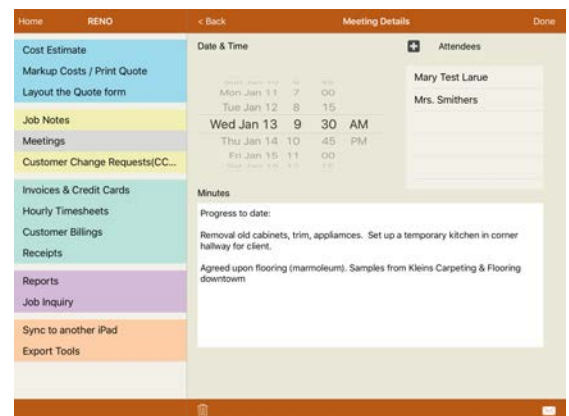 Home RENO < Back Meeting Details Done
Cost Estimate
Markup Costs / Print Quote
Layout the Quote form
Job Notes
Meetings
Customer Change Requests(CC...
Invoices & Credit Cards
Hourly Timesheets
Customer Billings
Receipts
Reports
Job Inquiry
Sync to another iPad
Export Tools
Date & Time
Mon Jan 11 7 00
Tue Jan 12 8 15
Wed Jan 13 9 30 AM
Thu Jan 14 10 45 PM
Fri Jan 15 11 00
Attendees
Mary Test Larue
Mrs. Smithers
Minutes
Progress to date:
Removal old cabinets, trim, appliamces. Set up a temporary kitchen in corner
hallway for client.
Agreed upon flooring (marmoleum). Samples from Kleins Carpeting & Flooring
downtowm